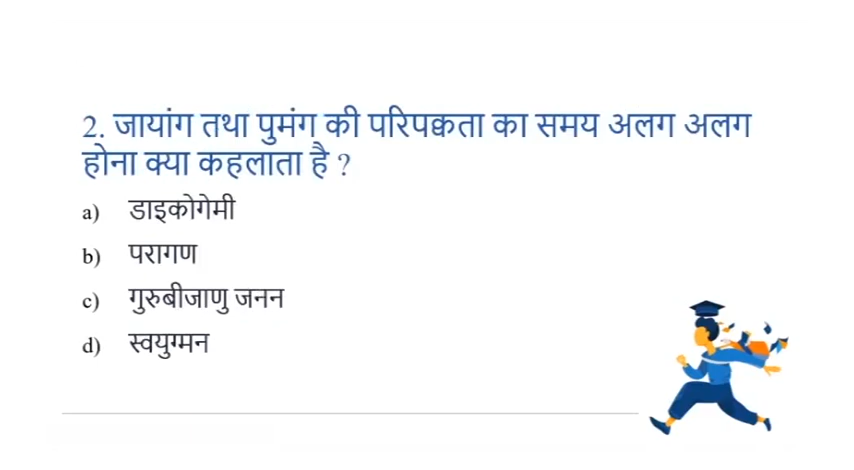 2. जायांग तथा पुमंग की परिपक्वता का समय अलग अलग
होना क्या कहलाता है ?
a) डाइकोगेमी
b) परागण
c) गुरुबीजाणु जनन
d) स्वयुग्मन